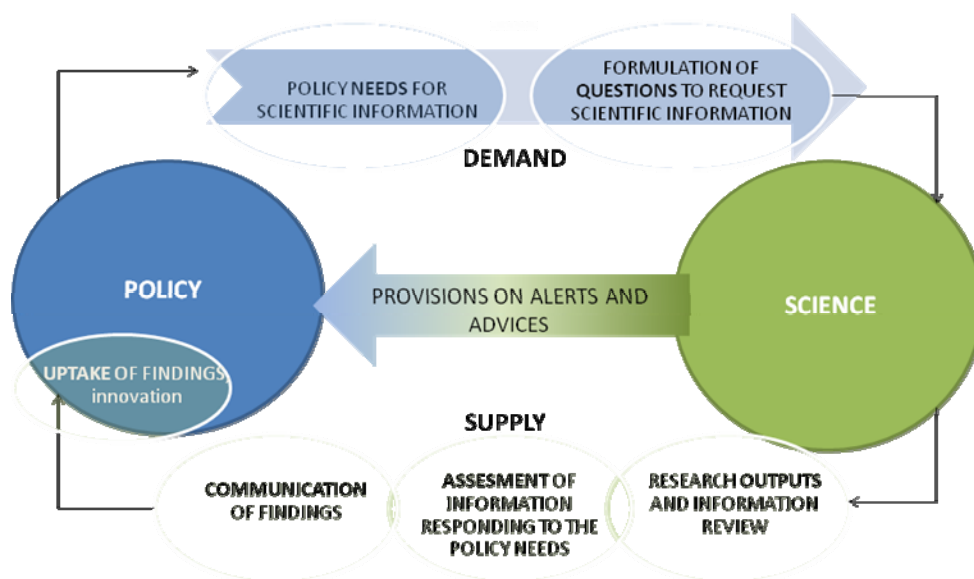 POLICY NEEDS FOR
SCIENTIFIC INFORMATION
FORMULATION OF
QUESTIONS TO REQUEST
SCIENTIFIC INFORMATION
DEMAND
POLICY
PROVISIONS ON ALERTS AND
ADVICES
SCIENCE
UPTAKE OF FINDINGS,
innovation
SUPPLY
COMMUNICATION
OF FINDINGS
ASSESMENT OF
INFORMATION
RESPONDING TO THE
POLICY NEEDS
RESEARCH OUTPUTS
AND INFORMATION
REVIEW